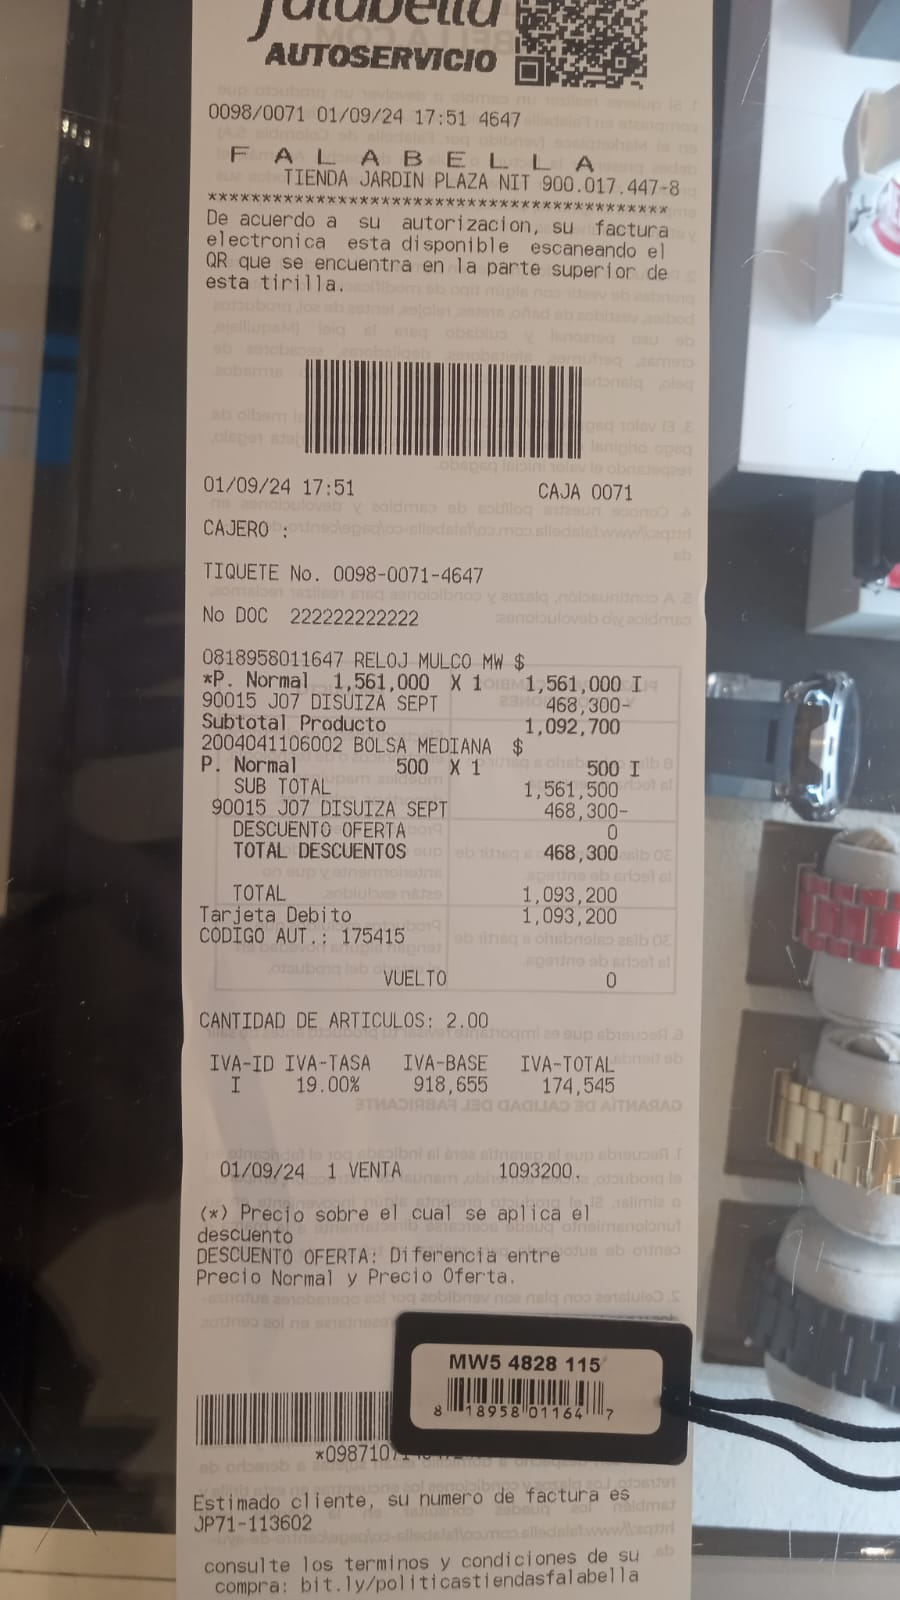 falabella
AUTOSERVICIO
0098/0071 01/09/24 17:51 4647
F A L A B E L L A
TIENDA JARDIN PLAZA NIT 900.017.447-8
*******************************************
De acuerdo a su autorizacion, su factura
electronica esta disponible escaneando el
QR que se encuentra en la parte superior de
esta tirilla.
01/09/24 17:51 CAJA 0071
CAJERO :
TIQUETE No. 0098-0071-4647
No DOC 222222222222
0818958011647 RELOJ MULCO MW $
*P. Normal 1,561,000 X 1 1,561,000 I
90015 J07 DISUIZA SEPT 468,300-
Subtotal Producto 1,092,700
2004041106002 BOLSA MEDIANA $
P. Normal 500 X 1 500 I
SUB TOTAL 1,561,500
90015 J07 DISUIZA SEPT 468,300-
DESCUENTO OFERTA 0
TOTAL DESCUENTOS 468,300
TOTAL 1,093,200
Tarjeta Debito 1,093,200
CODIGO AUT.: 175415
VUELTO 0
CANTIDAD DE ARTICULOS: 2.00
IVA-ID IVA-TASA IVA-BASE IVA-TOTAL
I 19.00% 918,655 174,545
01/09/24 1 VENTA 1093200.
(*) Precio sobre el cual se aplica el
descuento
DESCUENTO OFERTA: Diferencia entre
Precio Normal y Precio Oferta.
MW5 4828 115
8 18958 01164 7
Estimado cliente, su numero de factura es
JP71-113602
consulte los terminos y condiciones de su
compra: bit.ly/politicastiendasfalabella